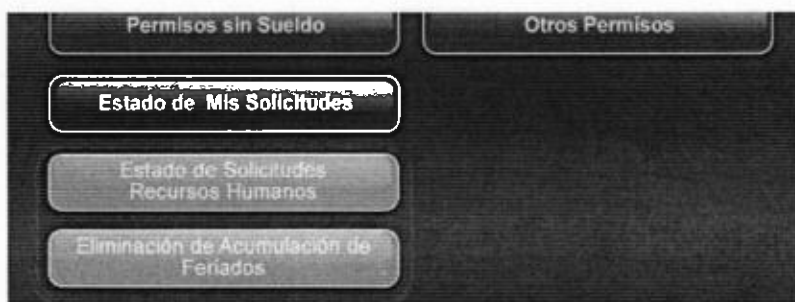 Permisos sin Sueldo
Otros Permisos
Estado de Mis Solicitudes
Estado de Solicitudes
Recursos Humanos
Eliminación de Acumulación de
Feriados